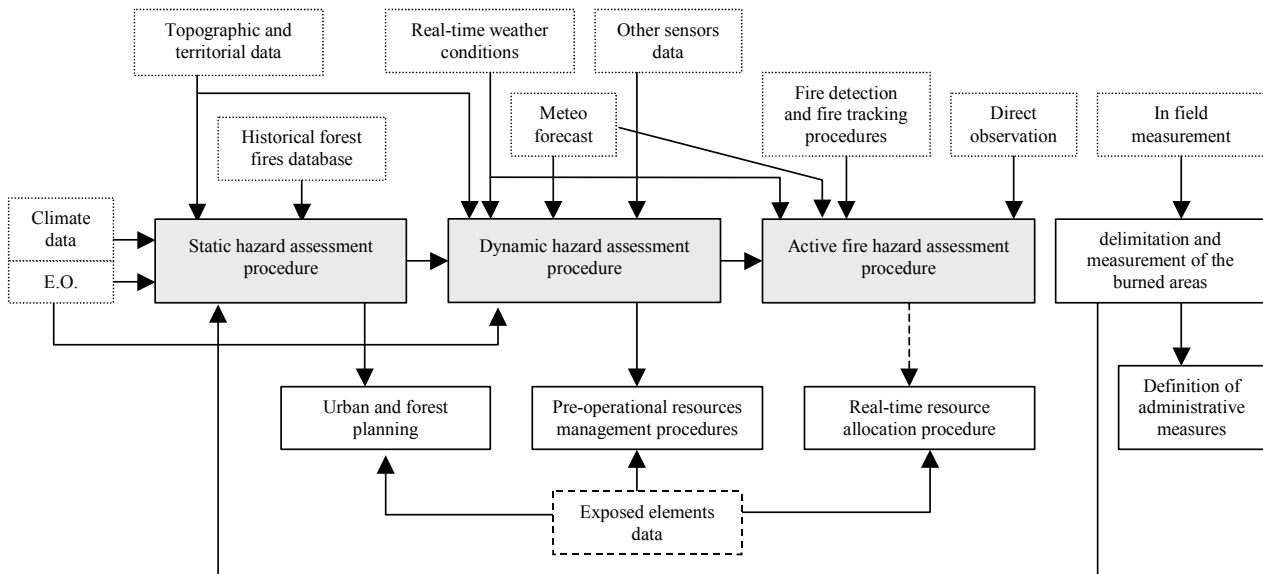 Topographic and
territorial data
Real-time weather
conditions
Other sensors
data
Historical forest
fires database
Meteo
forecast
Fire detection
and fire tracking
procedures
Direct
observation
In field
measurement
Climate
data
E.O.
Static hazard assessment
procedure
Dynamic hazard assessment
procedure
Active fire hazard assessment
procedure
delimitation and
measurement of the
burned areas
Urban and forest
planning
Pre-operational resources
management procedures
Real-time resource
allocation procedure
Definition of
administrative
measures
Exposed elements
data